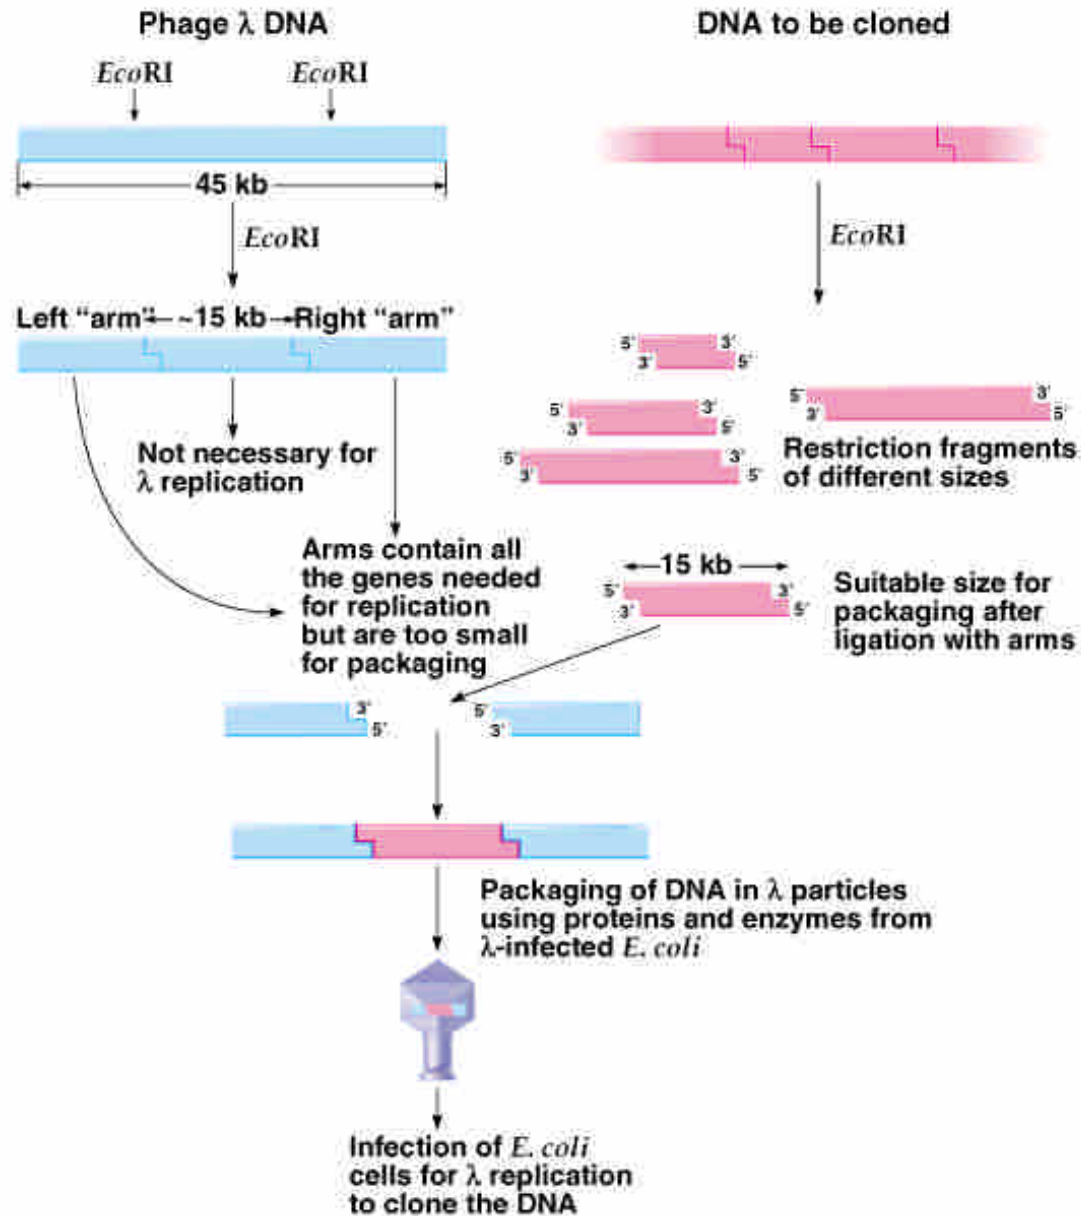 Phage λ DNA
EcoRI EcoRI
45 kb
EcoRI
Left “arm” ~15 kb Right “arm”
Not necessary for
λ replication
DNA to be cloned
EcoRI
5' 3'
3' 5'
5' 3'
3' 5'
5' 3'
3' 5'
5' 3'
3' 5'
Restriction fragments
of different sizes
Arms contain all
the genes needed
for replication
but are too small
for packaging
15 kb
5' 3'
3' 5'
Suitable size for
packaging after
ligation with arms
3' 5'
5' 3'
Packaging of DNA in λ particles
using proteins and enzymes from
λ-infected E. coli
Infection of E. coli
cells for λ replication
to clone the DNA